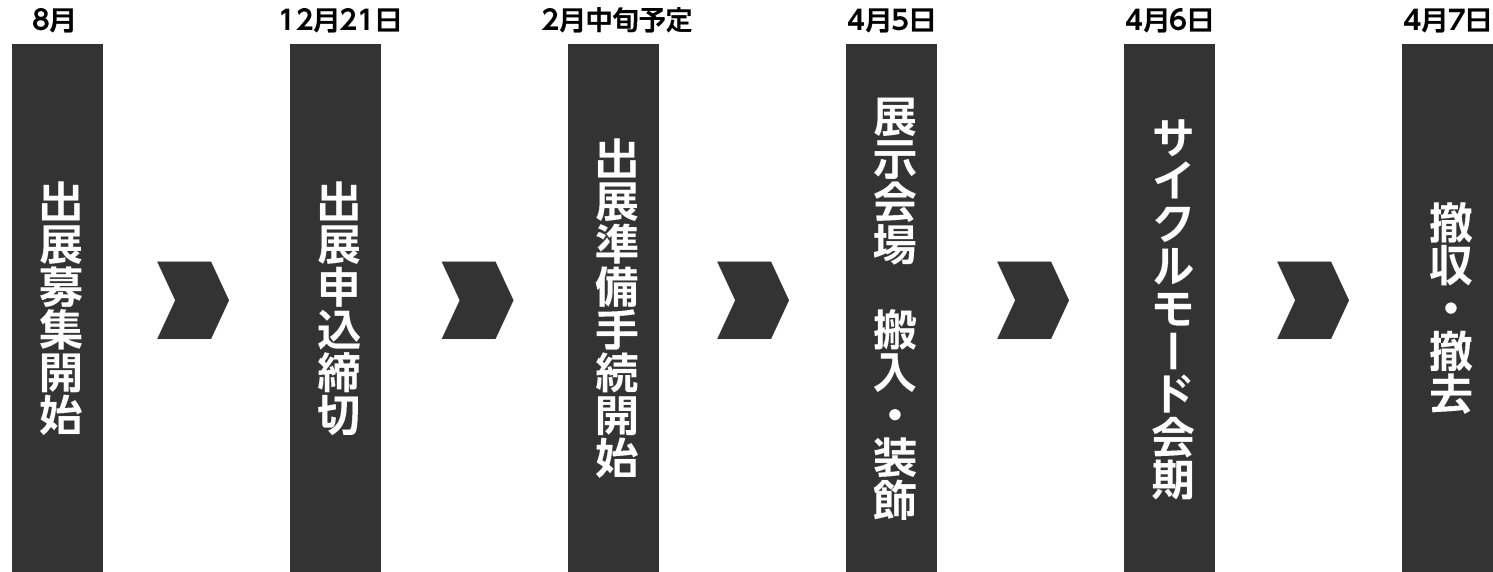 8月
出展募集開始
12月21日
出展申込締切
2月中旬予定
出展準備手続開始
4月5日
展示会場　搬入・装飾
4月6日
サイクルモード会期
4月7日
撤収・撤去